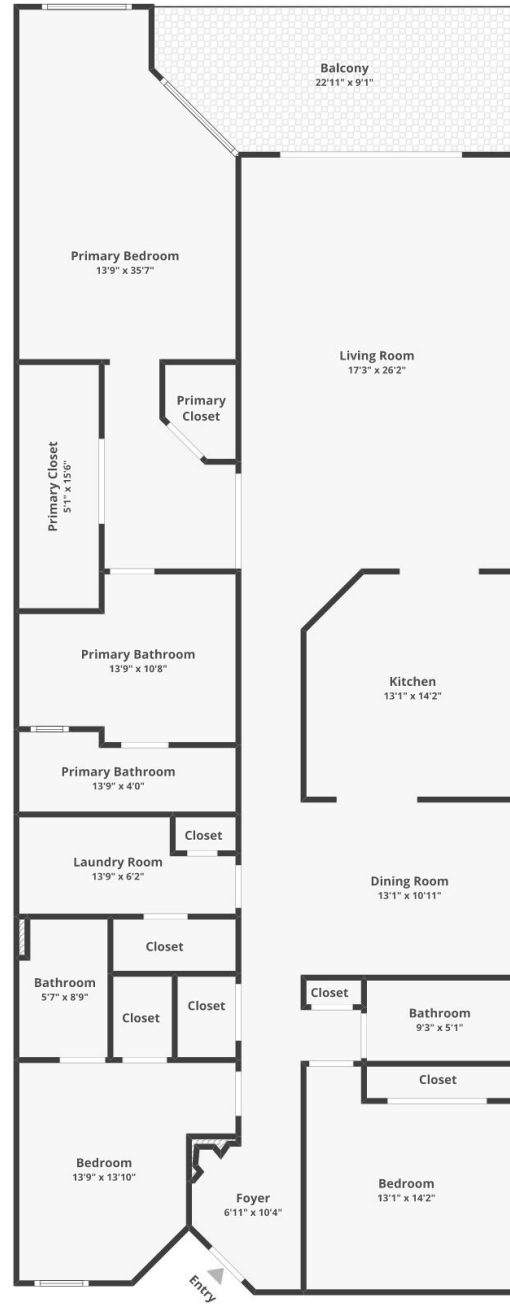 Balcony
22'11" x 9'1"
Primary Bedroom
13'9" x 35'7"
Living Room
17'3" x 26'2"
Primary
Closet
Primary Closet
5'1" x 15'6"
Primary Bathroom
13'9" x 10'8"
Kitchen
13'1" x 14'2"
Primary Bathroom
13'9" x 4'0"
Closet
Laundry Room
13'9" x 6'2"
Dining Room
13'1" x 10'11"
Closet
Bathroom
5'7" x 8'9"
Closet
Closet
Closet
Bathroom
9'3" x 5'1"
Closet
Bedroom
13'9" x 13'10"
Foyer
6'11" x 10'4"
Bedroom
13'1" x 14'2"
Entry